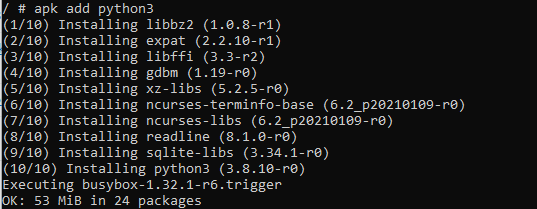 / # apk add python3
(1/10) Installing libbz2 (1.0.8-r1)
(2/10) Installing expat (2.2.10-r1)
(3/10) Installing libffi (3.3-r2)
(4/10) Installing gdbm (1.19-r0)
(5/10) Installing xz-libs (5.2.5-r0)
(6/10) Installing ncurses-terminfo-base (6.2_p20210109-r0)
(7/10) Installing ncurses-libs (6.2_p20210109-r0)
(8/10) Installing readline (8.1.0-r0)
(9/10) Installing sqlite-libs (3.34.1-r0)
(10/10) Installing python3 (3.8.10-r0)
Executing busybox-1.32.1-r6.trigger
OK: 53 MiB in 24 packages